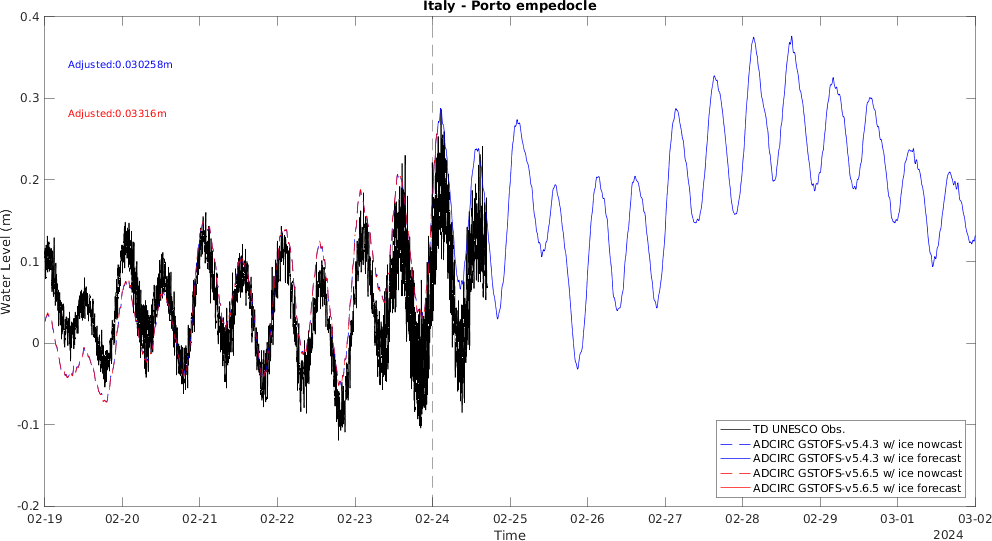 Italy - Porto empedocle
0.4
0.3
0.2
0.1
0
-0.1
-0.2
Water Level (m)
Adjusted:0.030258m
Adjusted:0.03316m
TD UNESCO Obs.
ADCIRC GSTOFS-v5.4.3 w/ ice nowcast
ADCIRC GSTOFS-v5.4.3 w/ ice forecast
ADCIRC GSTOFS-v5.6.5 w/ ice nowcast
ADCIRC GSTOFS-v5.6.5 w/ ice forecast
02-19 02-20 02-21 02-22 02-23 02-24 02-25 02-26 02-27 02-28 02-29 03-01 03-02
Time
2024